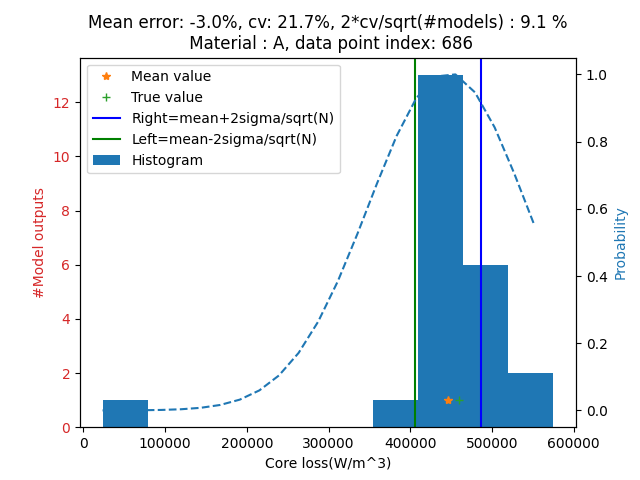 Mean error: -3.0%, cv: 21.7%, 2*cv/sqrt(#models) : 9.1 %
Material : A, data point index: 686
Mean value
True value
Right=mean+2sigma/sqrt(N)
Left=mean-2sigma/sqrt(N)
Histogram
#Model outputs
12
10
8
6
4
2
0
1.0
0.8
0.6
0.4
0.2
0.0
Probability
0 100000 200000 300000 400000 500000 600000
Core loss(W/m^3)